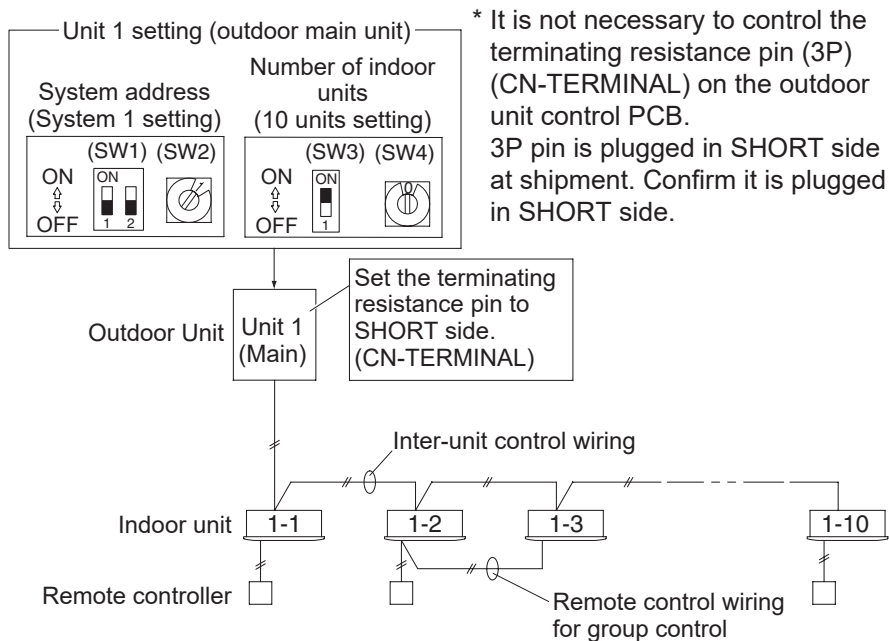 Unit 1 setting (outdoor main unit)
System address
(System 1 setting)
Number of indoor
units
(10 units setting)
(SW1) (SW2)
ON
OFF
ON
1 2
(SW3) (SW4)
ON
OFF
ON
1
0
* It is not necessary to control the
terminating resistance pin (3P)
(CN-TERMINAL) on the outdoor
unit control PCB.
3P pin is plugged in SHORT side
at shipment. Confirm it is plugged
in SHORT side.
Outdoor Unit
Unit 1
(Main)
Set the terminating
resistance pin to
SHORT side.
(CN-TERMINAL)
Inter-unit control wiring
Indoor unit
1-1
1-2
1-3
1-10
Remote controller
Remote control wiring
for group control